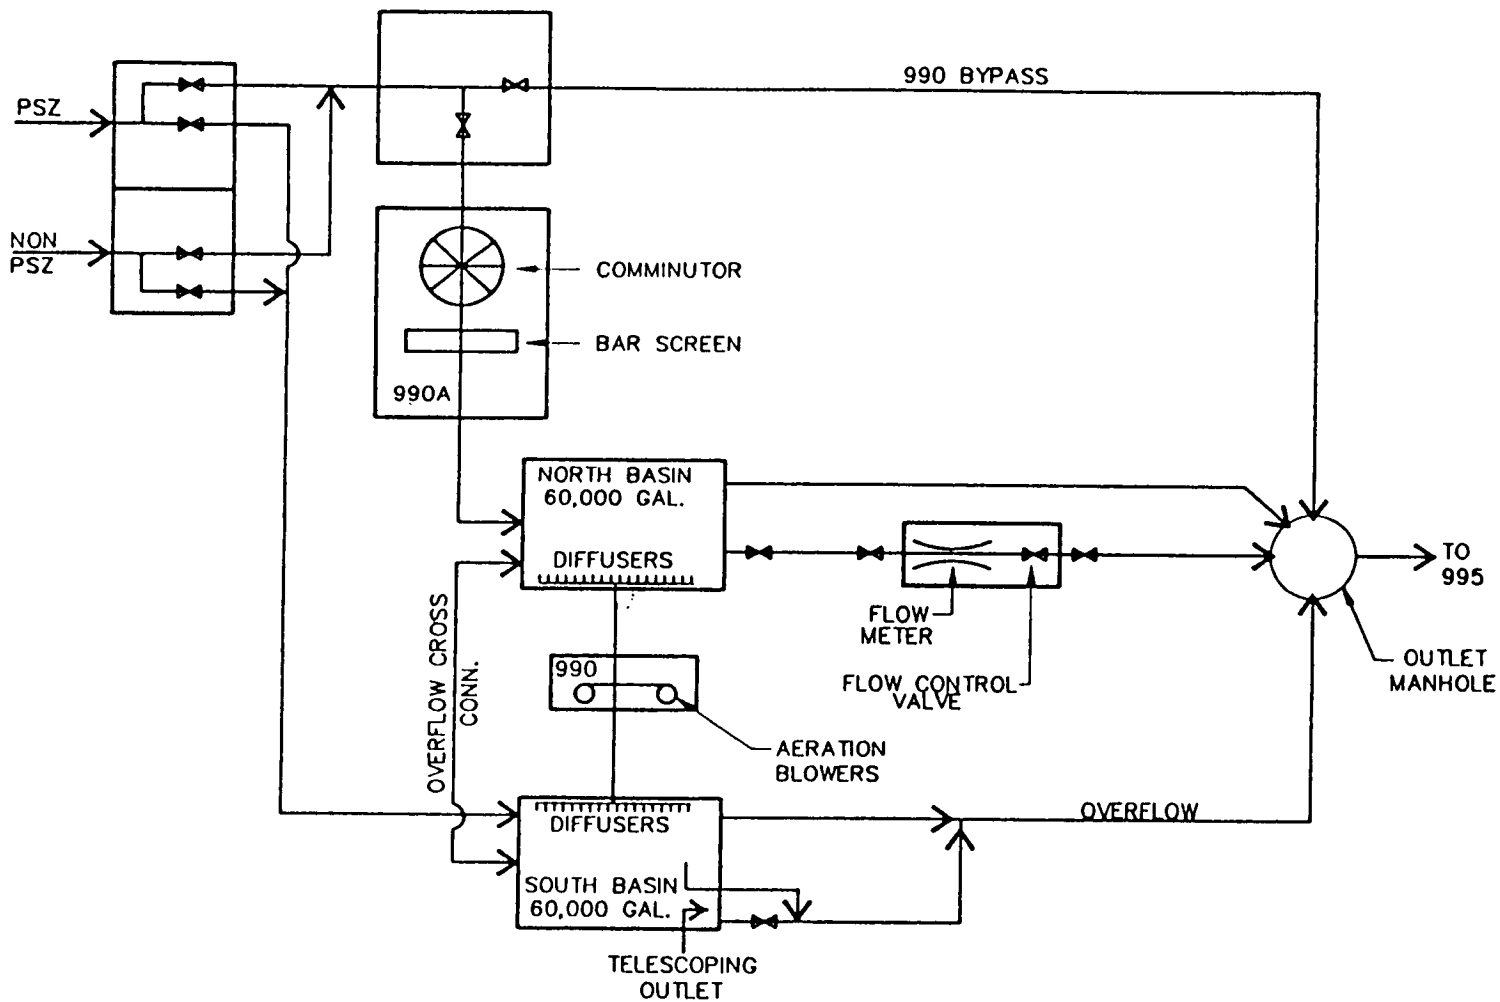 990 BYPASS
PSZ
NON
PSZ
COMMINUTOR
BAR SCREEN
990A
NORTH BASIN
60,000 GAL.
DIFFUSERS
TO
995
FLOW
METER
OUTLET
MANHOLE
FLOW CONTROL
VALVE
OVERFLOW CROSS
CONN.
990
AERATION
BLOWERS
DIFFUSERS
OVERFLOW
SOUTH BASIN
60,000 GAL.
TELESCOPING
OUTLET